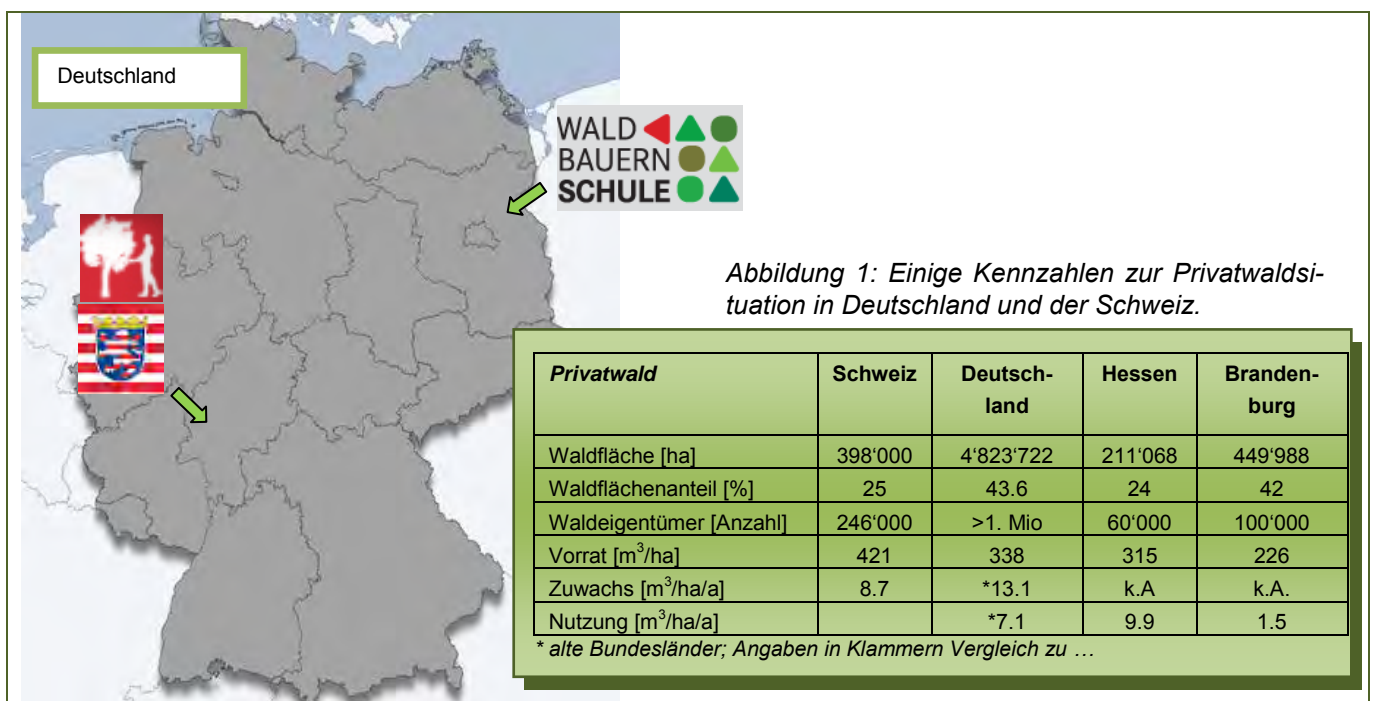 Deutschland
WALD
BAUERN
SCHULE
Abbildung 1: Einige Kennzahlen zur Privatwaldsi-
tuation in Deutschland und der Schweiz.
Privatwald Schweiz Deutsch- Hessen Branden-
land burg
Waldfläche [ha] 398‘000 4‘823‘722 211‘068 449‘988
Waldflächenanteil [%] 25 43.6 24 42
Waldeigentümer [Anzahl] 246‘000 >1. Mio 60‘000 100‘000
Vorrat [m³/ha] 421 338 315 226
Zuwachs [m³/ha/a] 8.7 *13.1 k.A k.A.
Nutzung [m³/ha/a] *7.1 9.9 1.5
* alte Bundesländer; Angaben in Klammern Vergleich zu …